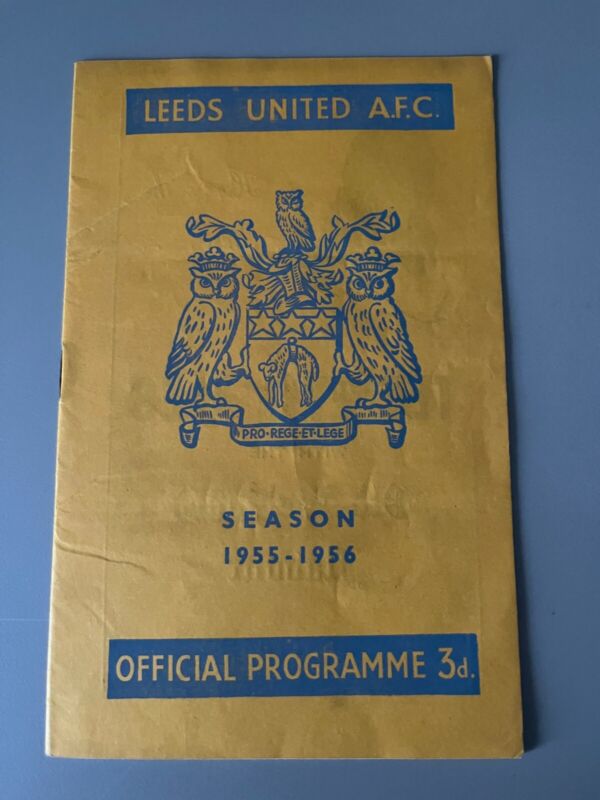 LEEDS UNITED A.F.C.
PRO·REGE·ET·LEGE
SEASON
1955-1956
OFFICIAL PROGRAMME 3d.